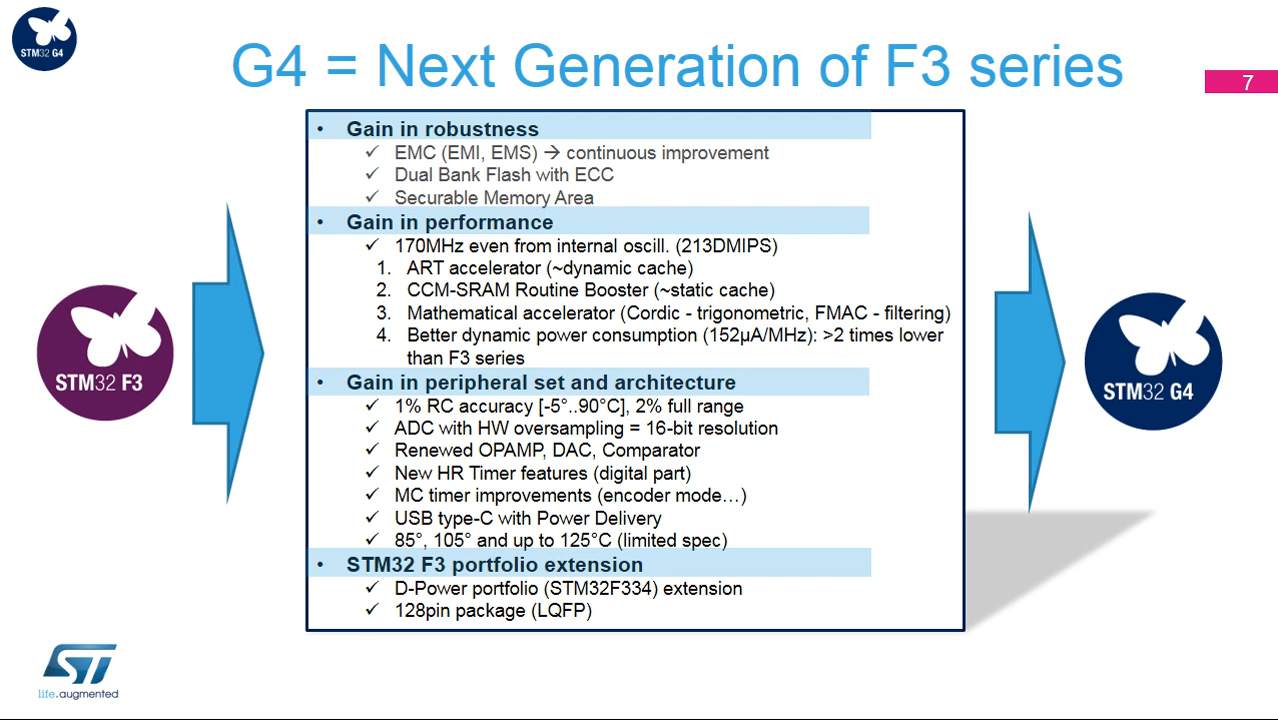 STM32 G4
G4 = Next Generation of F3 series
7
• Gain in robustness
✓ EMC (EMI, EMS) → continuous improvement
✓ Dual Bank Flash with ECC
✓ Securable Memory Area
• Gain in performance
✓ 170MHz even from internal oscill. (213DMIPS)
1. ART accelerator (~dynamic cache)
2. CCM-SRAM Routine Booster (~static cache)
3. Mathematical accelerator (Cordic - trigonometric, FMAC - filtering)
4. Better dynamic power consumption (152µA/MHz): >2 times lower
than F3 series
• Gain in peripheral set and architecture
✓ 1% RC accuracy [-5°..90°C], 2% full range
✓ ADC with HW oversampling = 16-bit resolution
✓ Renewed OPAMP, DAC, Comparator
✓ New HR Timer features (digital part)
✓ MC timer improvements (encoder mode…)
✓ USB type-C with Power Delivery
✓ 85°, 105° and up to 125°C (limited spec)
• STM32 F3 portfolio extension
✓ D-Power portfolio (STM32F334) extension
✓ 128pin package (LQFP)
STM32 F3
STM32 G4
ST
life.augmented